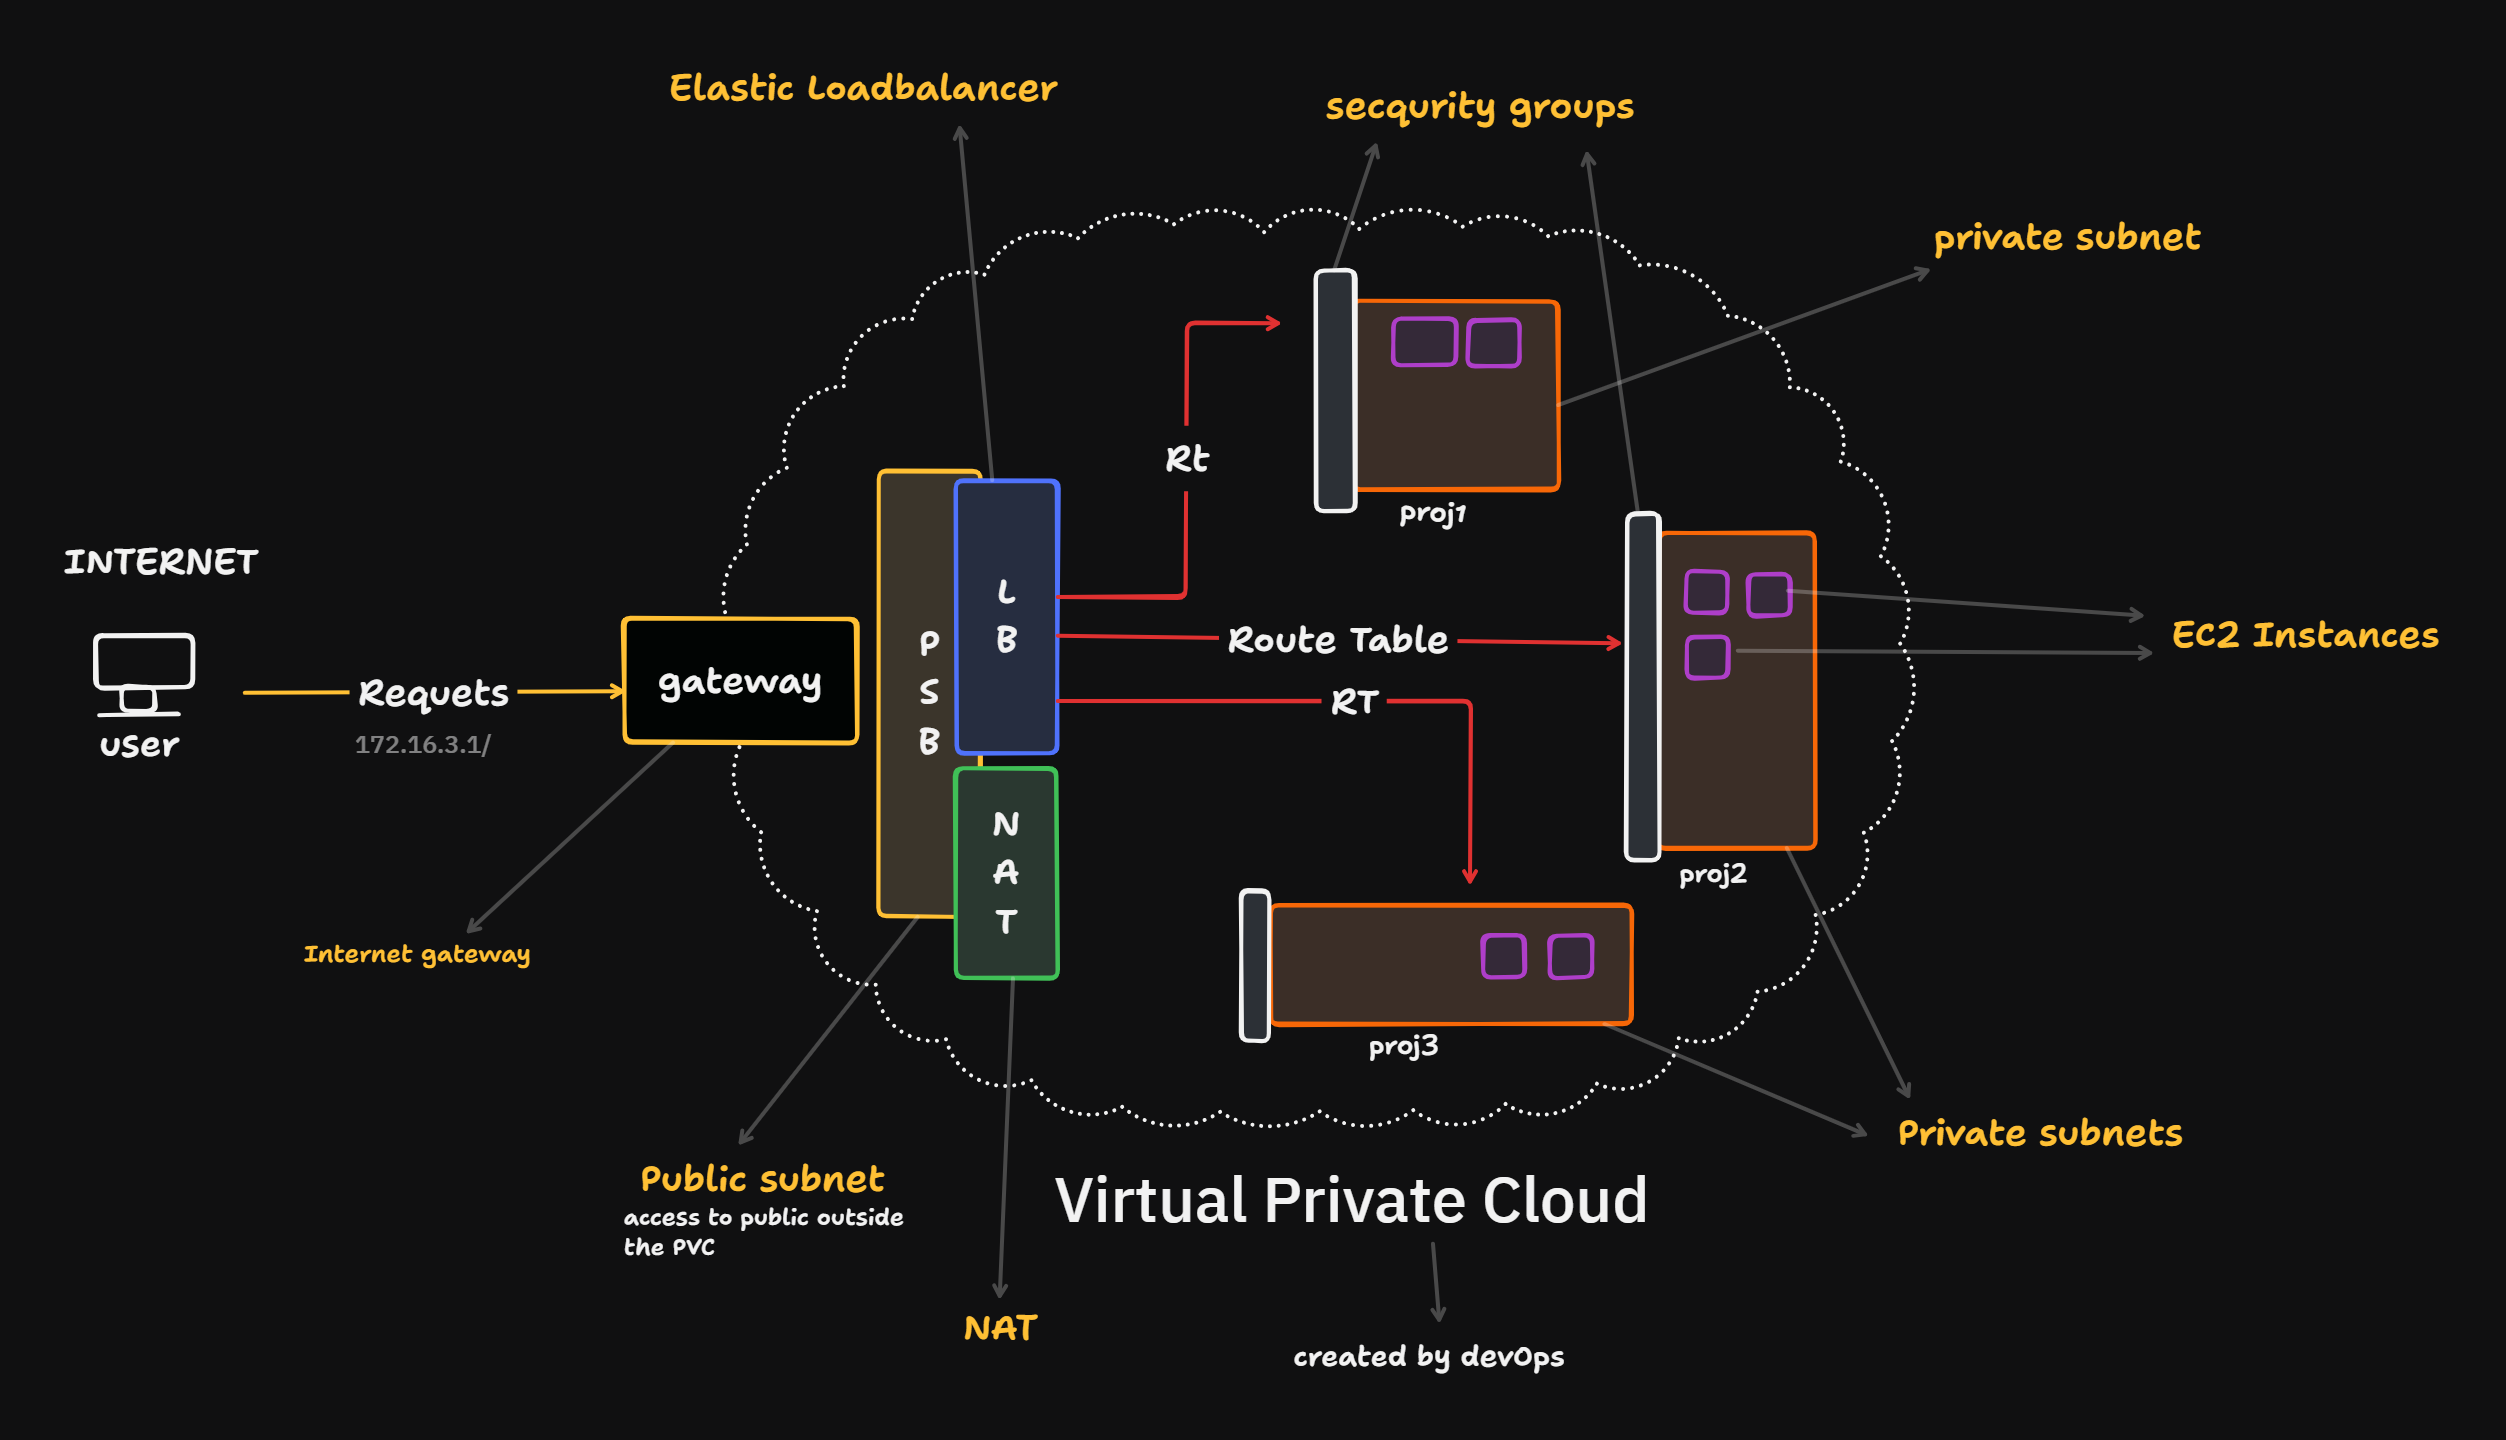 Elastic Loadbalancer
secqurity groups
private subnet
Rt
proj1
INTERNET
user
Requets
172.16.3.1/
gateway
P
S
B
L
B
N
A
T
Route Table
RT
EC2 Instances
proj2
Internet gateway
proj3
Private subnets
Public subnet
access to public outside
the PVC
Virtual Private Cloud
NAT
created by devOps